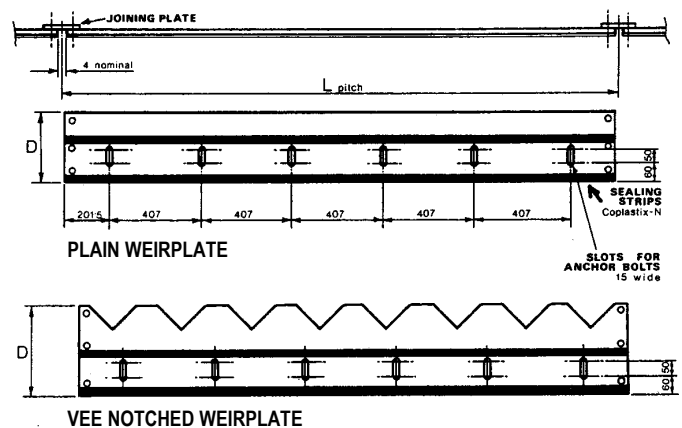 JOINING PLATE
4 nominal
L pitch
D
50
60
SEALING
STRIPS
Coplastix-N
201·5 407 407 407 407 407
PLAIN WEIRPLATE
SLOTS FOR
ANCHOR BOLTS
15 wide
D
50
60
VEE NOTCHED WEIRPLATE